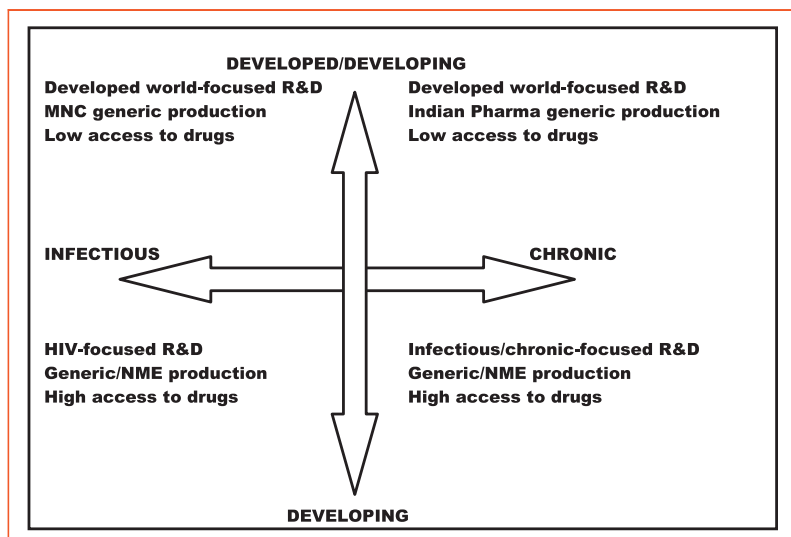 DEVELOPED/DEVELOPING
Developed world-focused R&D
MNC generic production
Low access to drugs
Developed world-focused R&D
Indian Pharma generic production
Low access to drugs
INFECTIOUS
CHRONIC
HIV-focused R&D
Generic/NME production
High access to drugs
Infectious/chronic-focused R&D
Generic/NME production
High access to drugs
DEVELOPING